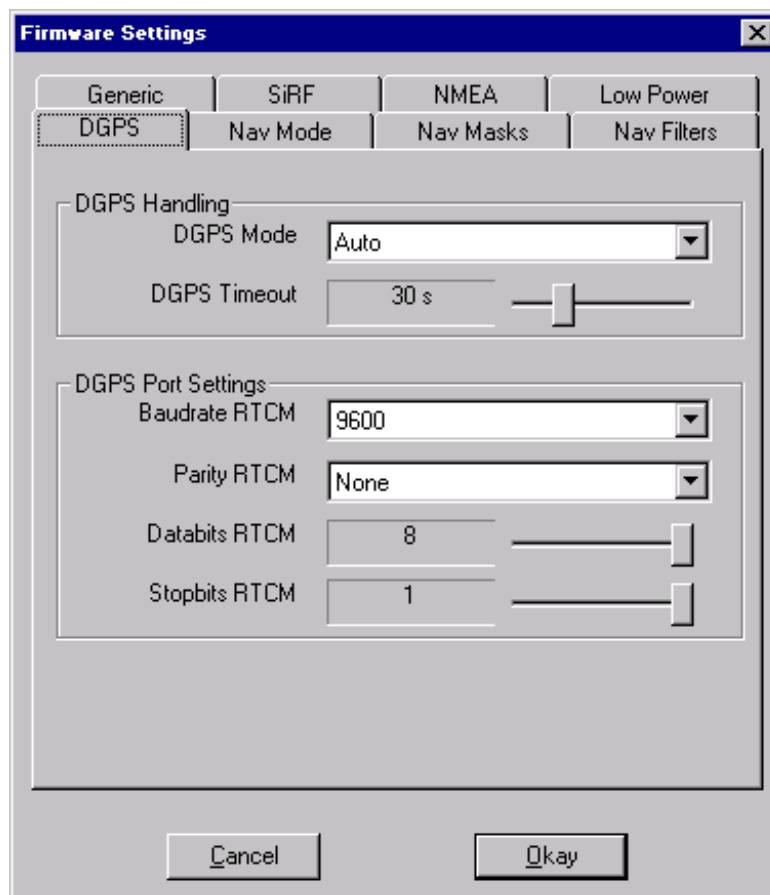 Firmware Settings
Generic SiRF NMEA Low Power
DGPS Nav Mode Nav Masks Nav Filters
DGPS Handling
DGPS Mode Auto
DGPS Timeout 30 s
DGPS Port Settings
Baudrate RTCM 9600
Parity RTCM None
Databits RTCM 8
Stopbits RTCM 1
Cancel Okay